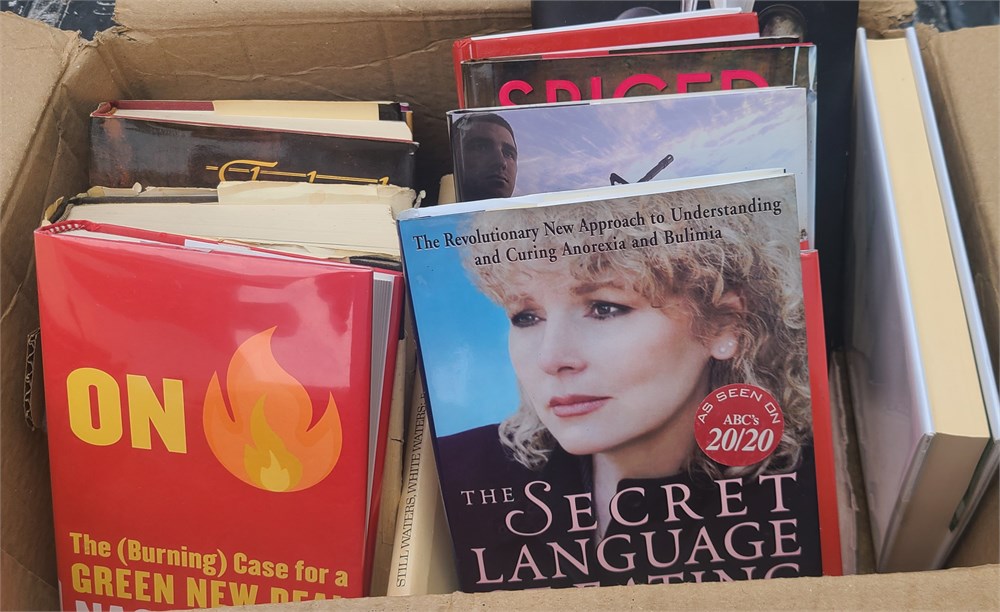 SPICED
ON
The (Burning) Case for a
GREEN NEW DEAL
STILL WATERS, WHITE WATERS
The Revolutionary New Approach to Understanding
and Curing Anorexia and Bulimia
AS SEEN ON
ABC's
20/20
THE SECRET
LANGUAGE